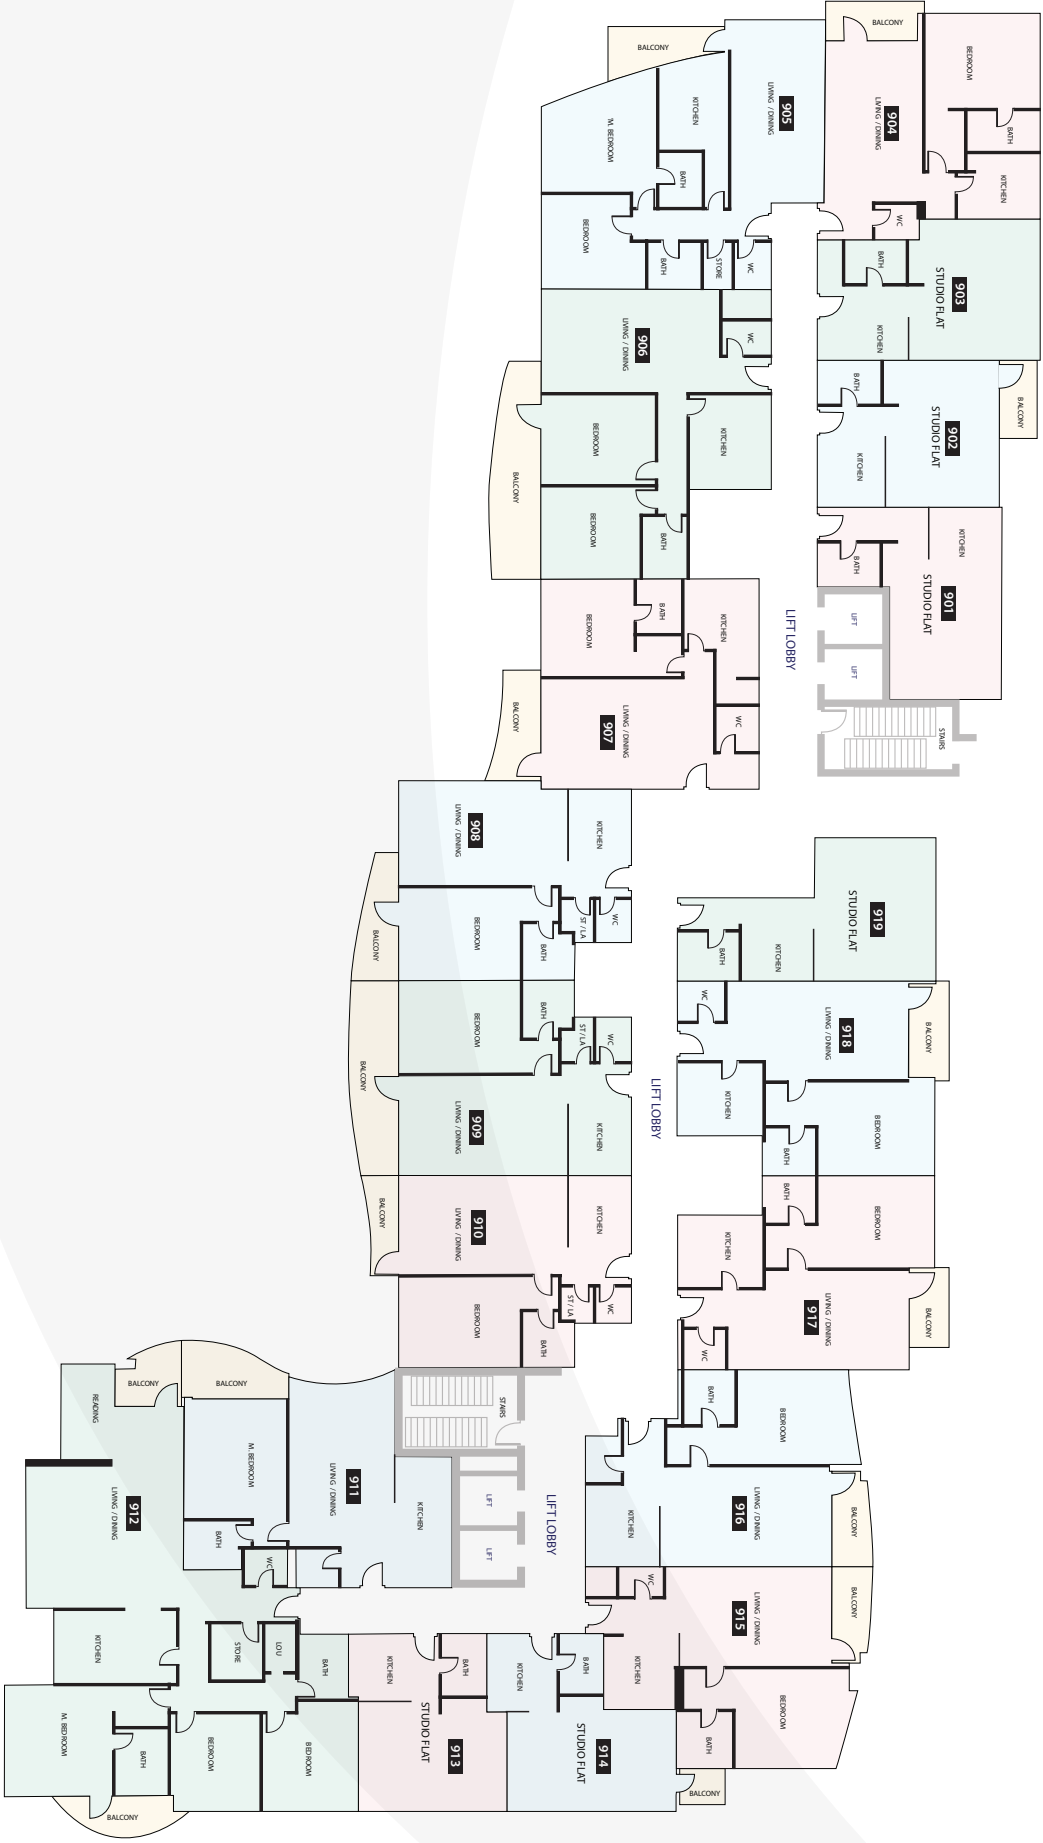 BALCONY
BEDROOM
BALCONY
LIVING / DINING
904
BATH
KITCHEN
WC
LIVING / DINING
905
KITCHEN
'M. BEDROOM
BATH
BEDROOM
BATH
STORE
WC
BATH
STUDIO FLAT
903
KITCHEN
LIVING / DINING
906
WC
BATH
STUDIO FLAT
902
KITCHEN
BALCONY
BEDROOM
KITCHEN
BALCONY
BEDROOM
BATH
KITCHEN
BATH
STUDIO FLAT
901
LIFT LOBBY
LIFT
LIFT
STAIRS
BEDROOM
BATH
KITCHEN
BALCONY
LIVING / DINING
907
WC
LIVING / DINING
908
KITCHEN
BALCONY
BEDROOM
BATH
ST / LA
WC
STUDIO FLAT
919
KITCHEN
BATH
WC
LIVING / DINING
918
BALCONY
BEDROOM
BATH
ST / LA
WC
BALCONY
LIVING / DINING
909
KITCHEN
LIFT LOBBY
KITCHEN
BEDROOM
BATH
BALCONY
LIVING / DINING
910
KITCHEN
BATH
BEDROOM
KITCHEN
LIVING / DINING
917
BALCONY
WC
BEDROOM
BATH
ST / LA
WC
BALCONY
BALCONY
READING
STAIRS
BATH
BEDROOM
M. BEDROOM
LIVING / DINING
911
KITCHEN
LIFT
LIFT
LIFT LOBBY
KITCHEN
LIVING / DINING
916
BALCONY
LIVING / DINING
912
BATH
WC
WC
LIVING / DINING
915
BALCONY
KITCHEN
STORE
LOU
BATH
KITCHEN
BATH
KITCHEN
BATH
KITCHEN
BEDROOM
BATH
M. BEDROOM
BATH
BEDROOM
BEDROOM
STUDIO FLAT
913
STUDIO FLAT
914
BALCONY
BALCONY